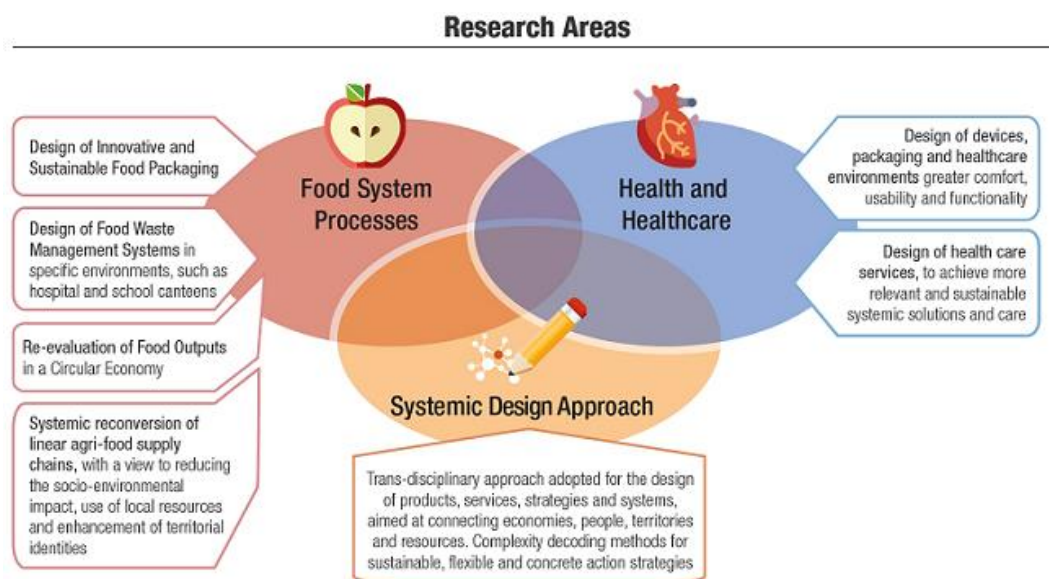 Research Areas
Food System
Processes
Health and
Healthcare
Systemic Design Approach
Design of Innovative and
Sustainable Food Packaging
Design of Food Waste
Management Systems in
specific environments, such as
hospital and school canteens
Re-evaluation of Food Outputs
in a Circular Economy
Systemic reconversion of
linear agri-food supply
chains, with a view to reducing
the socio-environmental
impact, use of local resources
and enhancement of territorial
identities
Design of devices,
packaging and healthcare
environments greater comfort,
usability and functionality
Design of health care
services, to achieve more
relevant and sustainable
systemic solutions and care
Trans-disciplinary approach adopted for the design
of products, services, strategies and systems,
aimed at connecting economies, people, territories
and resources. Complexity decoding methods for
sustainable, flexible and concrete action strategies